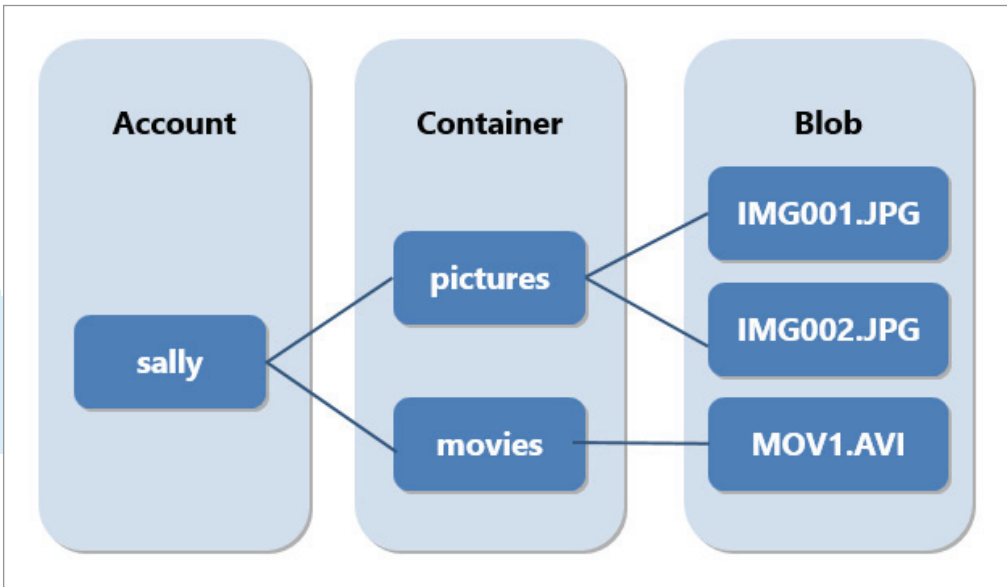 Account
Container
Blob
sally
pictures
movies
IMG001.JPG
IMG002.JPG
MOV1.AVI